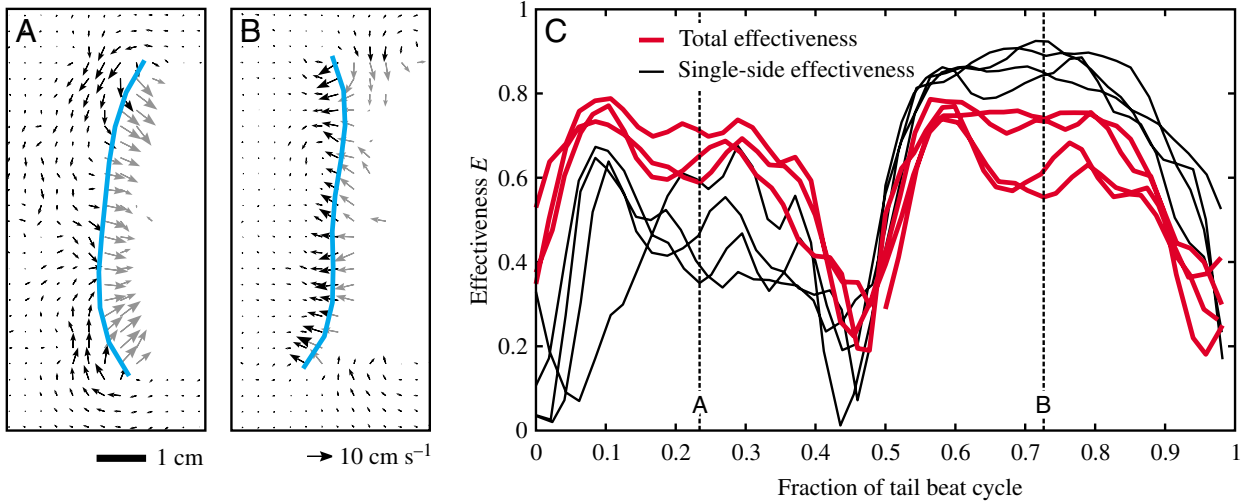 A
B
1 cm
10 cm s⁻¹
C
Total effectiveness
Single-side effectiveness
Effectiveness E
1
0.8
0.6
0.4
0.2
0
A
B
0 0.1 0.2 0.3 0.4 0.5 0.6 0.7 0.8 0.9 1
Fraction of tail beat cycle